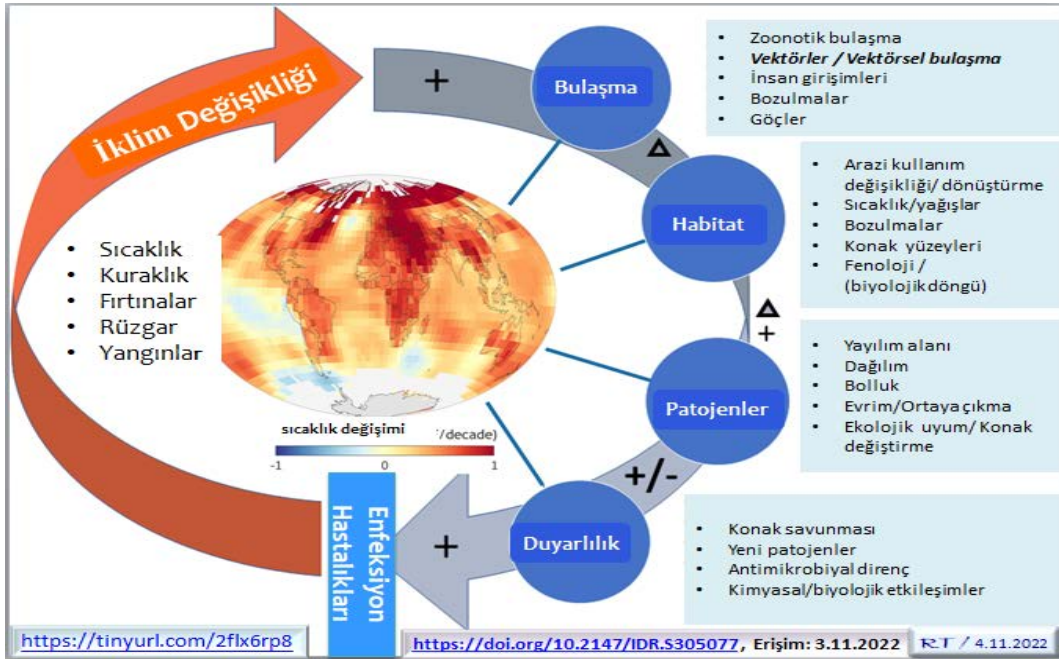 İklim Değişikliği
• Sıcaklık
• Kuraklık
• Fırtınalar
• Rüzgar
• Yangınlar
+
Bulaşma
• Zoonotik bulaşma
• Vektörler / Vektörsel bulaşma
• İnsan girişimleri
• Bozulmalar
• Göçler
Δ
Habitat
• Arazi kullanım
değişikliği/ dönüştürme
• Sıcaklık/yağışlar
• Bozulmalar
• Konak yüzeyleri
• Fenoloji /
(biyolojik döngü)
Δ
+
Patojenler
• Yayılım alanı
• Dağılım
• Bolluk
• Evrim/Ortaya çıkma
• Ekolojik uyum/ Konak
değiştirme
+/-
Duyarlılık
• Konak savunması
• Yeni patojenler
• Antimikrobiyal direnç
• Kimyasal/biyolojik etkileşimler
+
Enfeksiyon
Hastalıkları
sıcaklık değişimi /decade)
-1 0 1
https://tinyurl.com/2flx6rp8
https://doi.org/10.2147/IDR.S305077, Erişim: 3.11.2022
RT / 4.11.2022